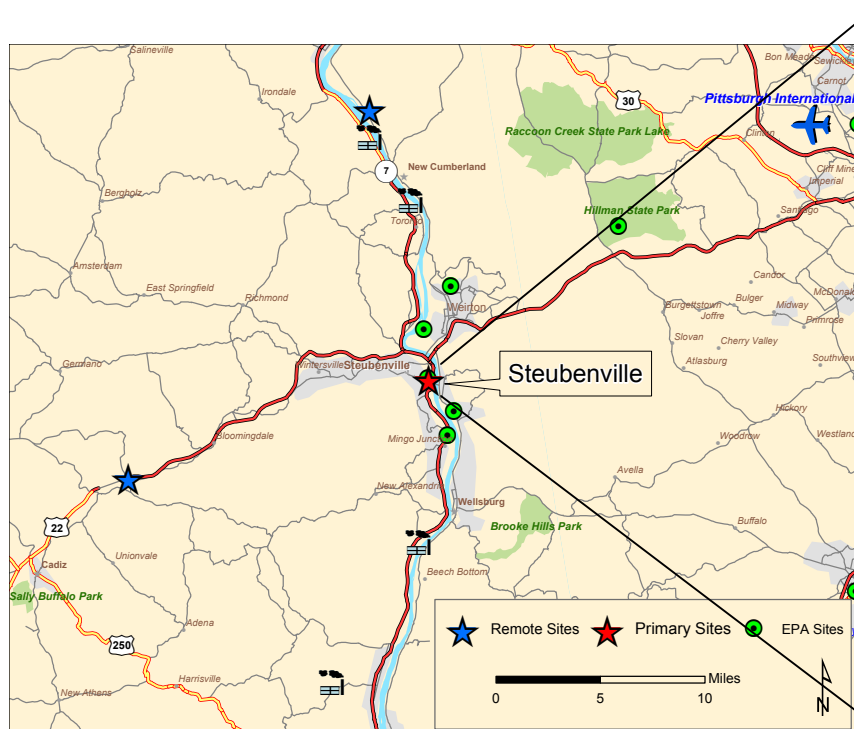 Salineville
Bon Mead
Sewickley
Carnot
Irondale
30
Pittsburgh International
Raccoon Creek State Park Lake
Clinton
7
New Cumberland
Cliff Mine
Imperial
Bergholz
Hillman State Park
Santiago
Toronto
Amsterdam
Candor
East Springfield
Richmond
McDonald
Burgettstown
Bulger
Midway
Weirton
Joffre
Primrose
Slovan
Cherry Valley
Germano
Wintersville
Steubenville
Steubenville
Atlasburg
Southview
Hickory
Bloomingdale
Mingo Junc
Woodrow
Westland
Avella
New Alexandria
Wellsburg
22
Brooke Hills Park
Buffalo
Unionvale
Cadiz
Beech Bottom
Sally Buffalo Park
Adena
Remote Sites
Primary Sites
EPA Sites
250
Miles
Harrisville
0
5
10
New Athens
N